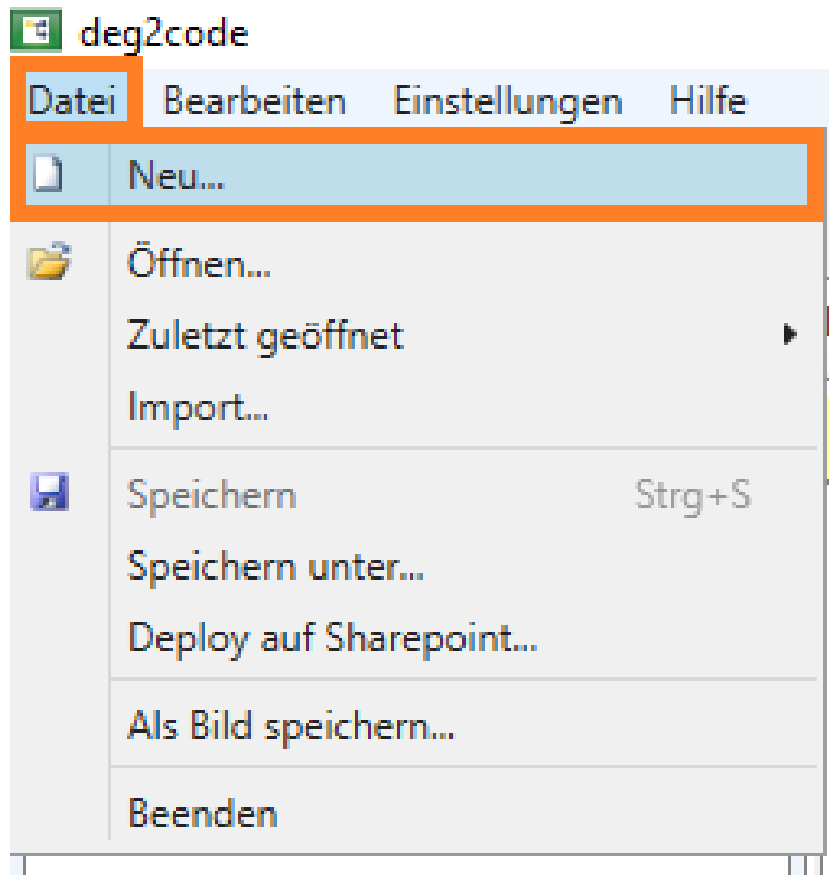 deg2code
Datei Bearbeiten Einstellungen Hilfe
Neu...
Öffnen...
Zuletzt geöffnet
Import...
Speichern Strg+S
Speichern unter...
Deploy auf Sharepoint...
Als Bild speichern...
Beenden